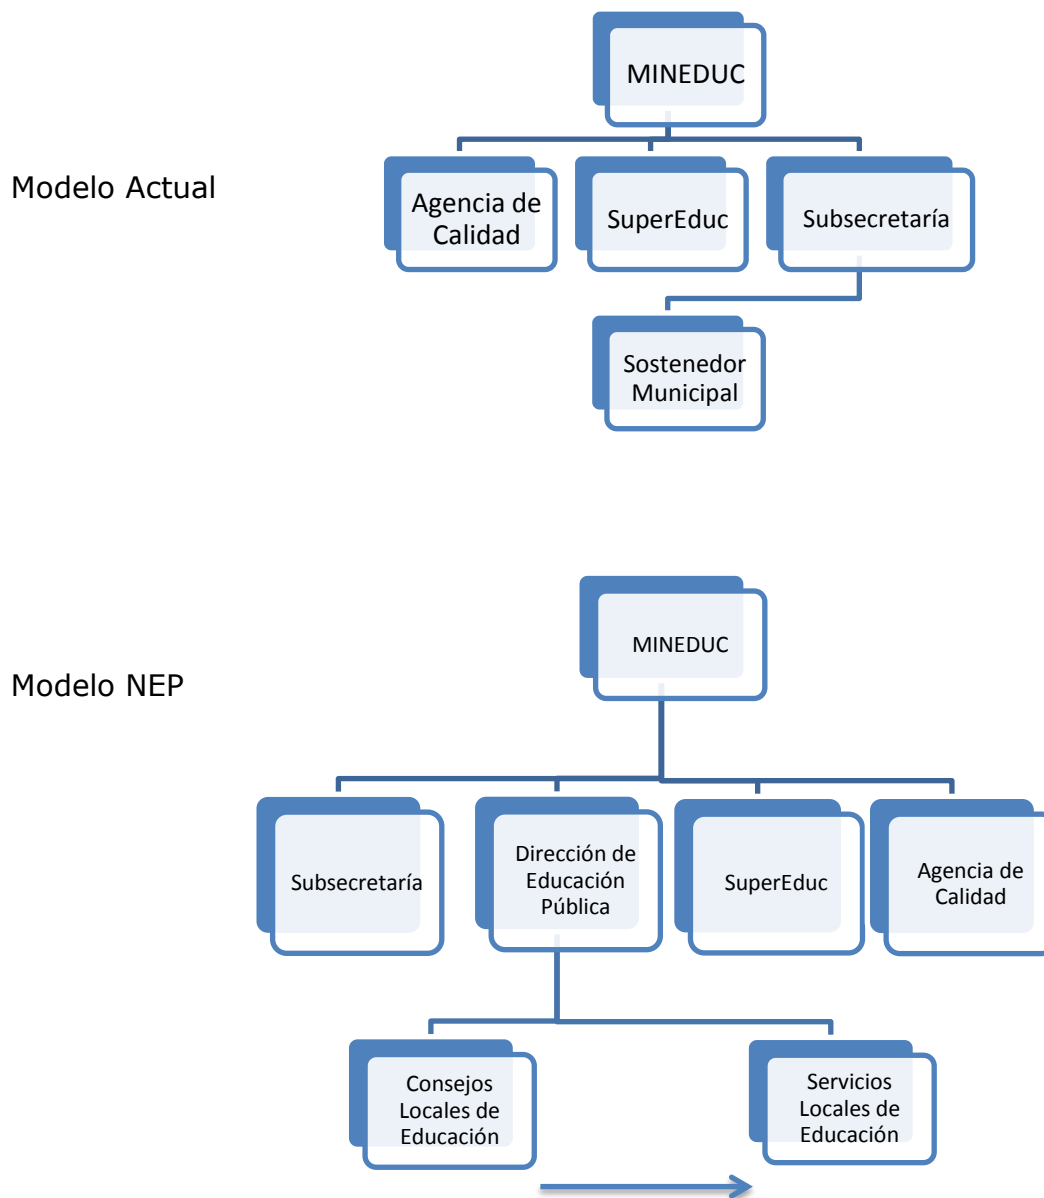 MINEDUC
Modelo Actual
Agencia de
Calidad
SuperEduc
Subsecretaría
Sostenedor
Municipal
MINEDUC
Modelo NEP
Subsecretaría
Dirección de
Educación
Pública
SuperEduc
Agencia de
Calidad
Consejos
Locales de
Educación
Servicios
Locales de
Educación